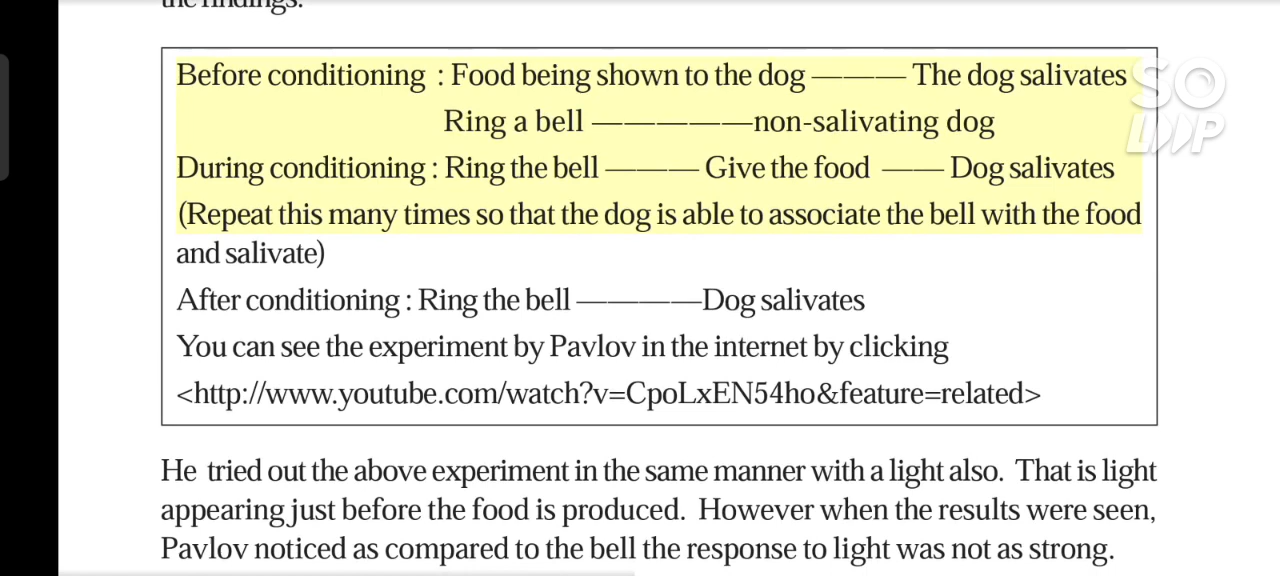 the findings.
Before conditioning : Food being shown to the dog ——— The dog salivates
Ring a bell —————non-salivating dog
During conditioning : Ring the bell ——— Give the food —— Dog salivates
(Repeat this many times so that the dog is able to associate the bell with the food
and salivate)
After conditioning : Ring the bell ————Dog salivates
You can see the experiment by Pavlov in the internet by clicking
<http://www.youtube.com/watch?v=CpoLxEN54ho&feature=related>
He tried out the above experiment in the same manner with a light also. That is light
appearing just before the food is produced. However when the results were seen,
Pavlov noticed as compared to the bell the response to light was not as strong.